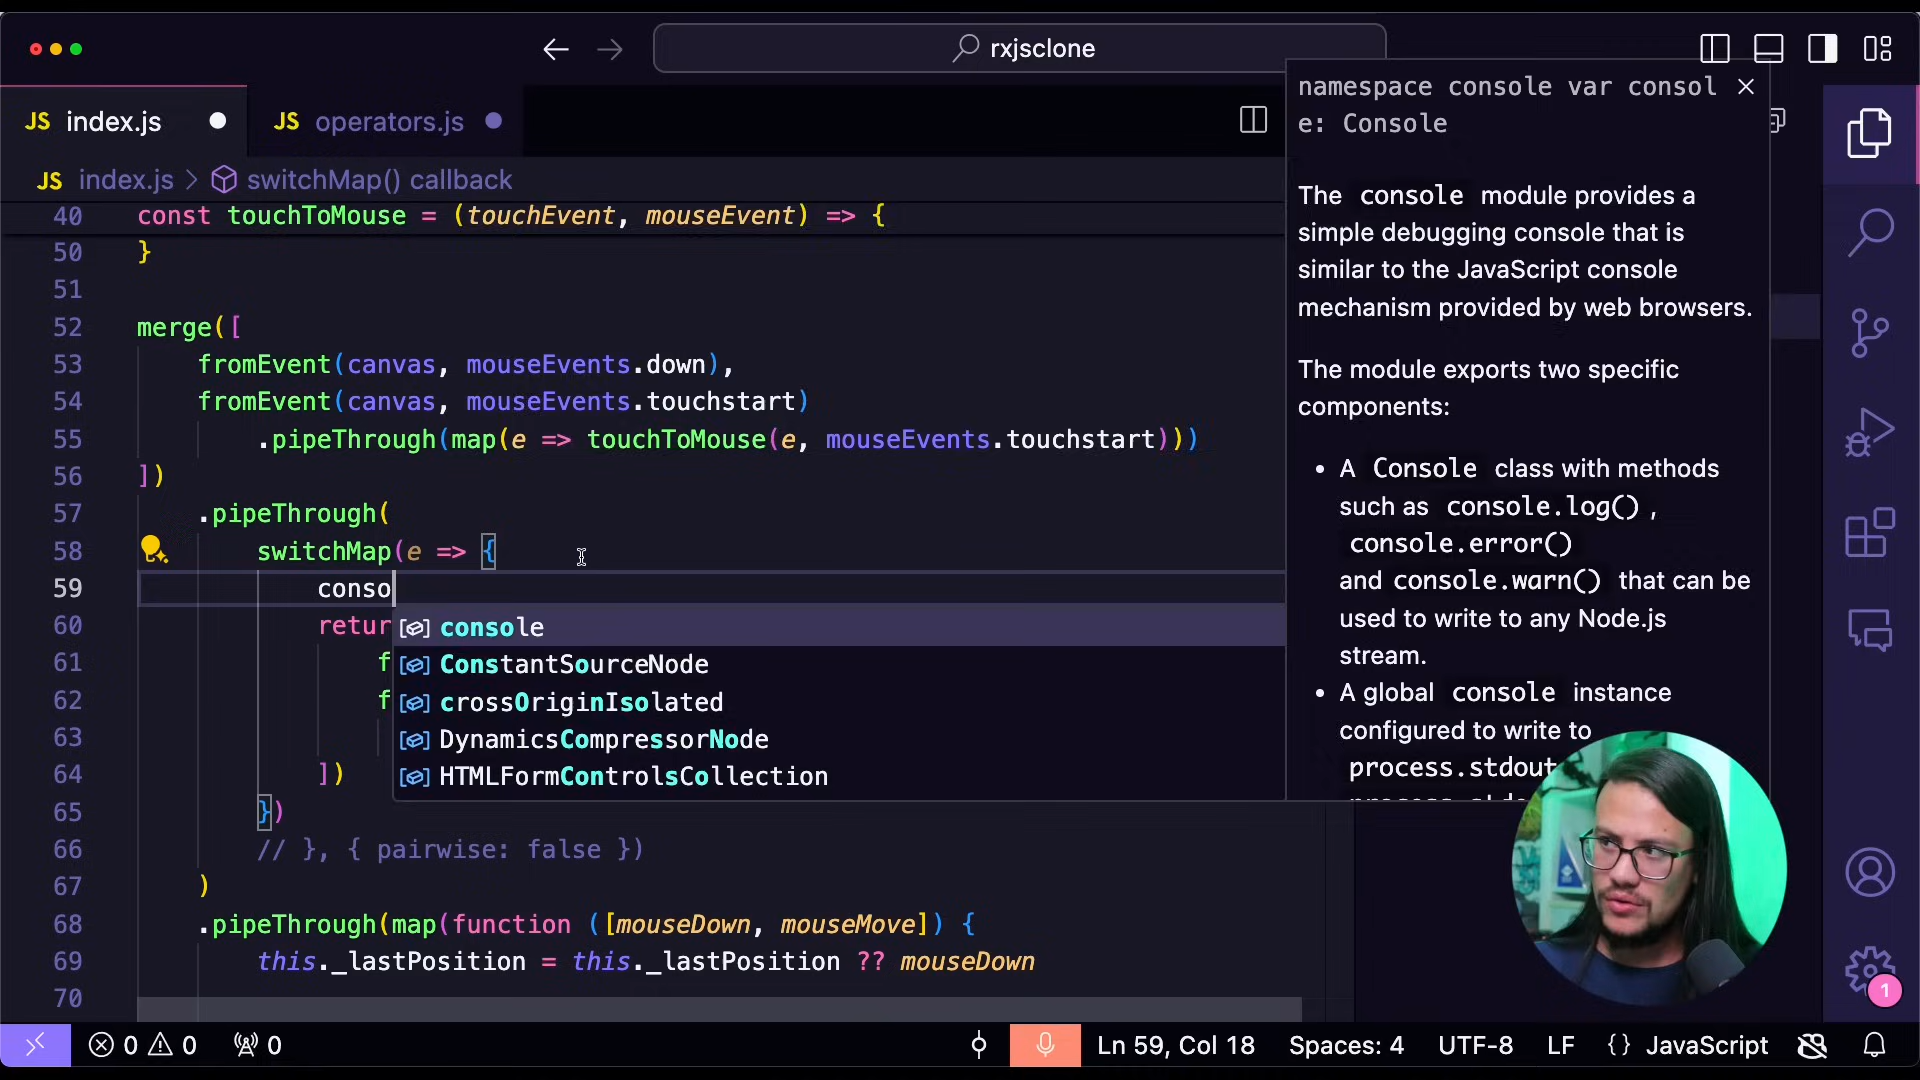 rxjsclone
JS index.js
JS operators.js
JS index.js > switchMap() callback
40 const touchToMouse = (touchEvent, mouseEvent) => {
50 }
51
52 merge([
53 fromEvent(canvas, mouseEvents.down),
54 fromEvent(canvas, mouseEvents.touchstart)
55 .pipeThrough(map(e => touchToMouse(e, mouseEvents.touchstart)))
56 ])
57 .pipeThrough(
58 switchMap(e => {
59 conso
60 retur
61 f
62 f
63
64 ])
65 })
66 // }, { pairwise: false })
67 )
68 .pipeThrough(map(function ([mouseDown, mouseMove]) {
69 this._lastPosition = this._lastPosition ?? mouseDown
70
console
ConstantSourceNode
crossOriginIsolated
DynamicsCompressorNode
HTMLFormControlsCollection
namespace console var consol
e: Console
The console module provides a
simple debugging console that is
similar to the JavaScript console
mechanism provided by web browsers.
The module exports two specific
components:
• A Console class with methods
such as console.log() ,
console.error()
and console.warn() that can be
used to write to any Node.js
stream.
• A global console instance
configured to write to
process.stdout
1
0 0 0
Ln 59, Col 18 Spaces: 4 UTF-8 LF {} JavaScript